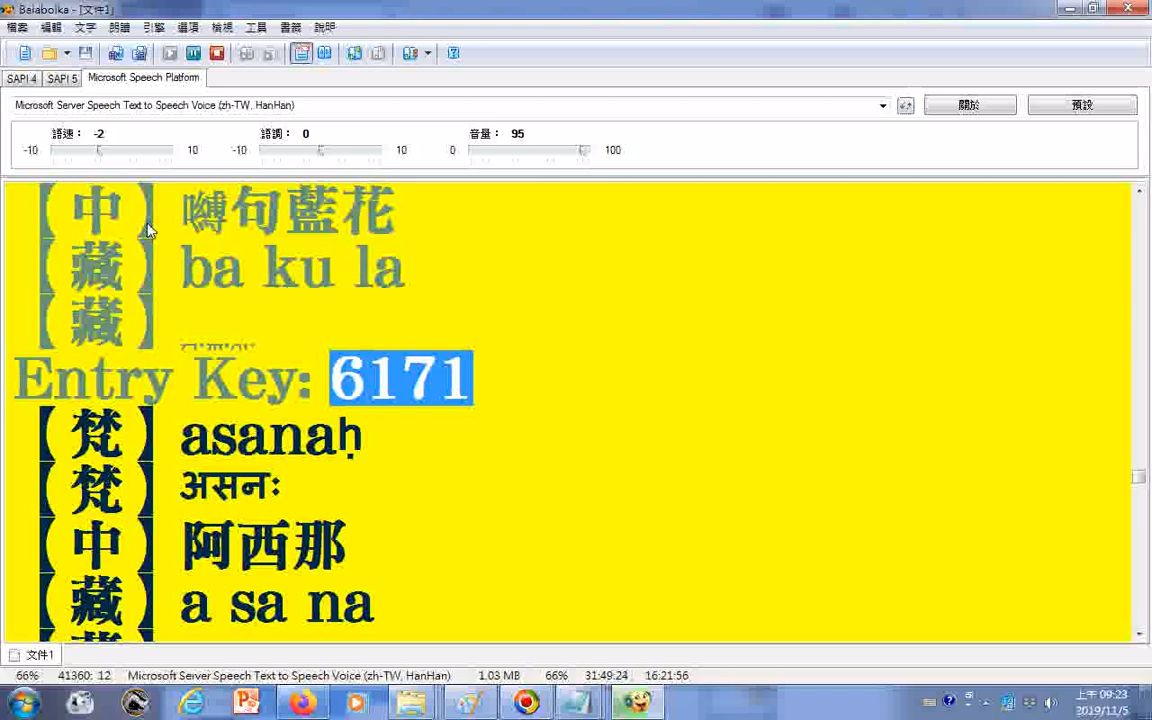 Balabolka - [文件1]
檔案 編輯 文字 朗讀 引擎 選項 檢視 工具 書籤 說明
SAPI 4 SAPI 5 Microsoft Speech Platform
Microsoft Server Speech Text to Speech Voice (zh-TW, HanHan) 關於 預設
語速： -2 語調： 0 音量： 95
-10 10 -10 10 0 100
【中】 嚩句藍花
【藏】 ba ku la
【藏】
Entry Key: 6171
【梵】 asanaḥ
【梵】 असनः
【中】 阿西那
【藏】 a sa na
文件1
66% 41360: 12 Microsoft Server Speech Text to Speech Voice (zh-TW, HanHan) 1.03 MB 66% 31:49:24 16:21:56
上午 09:23
2019/11/5